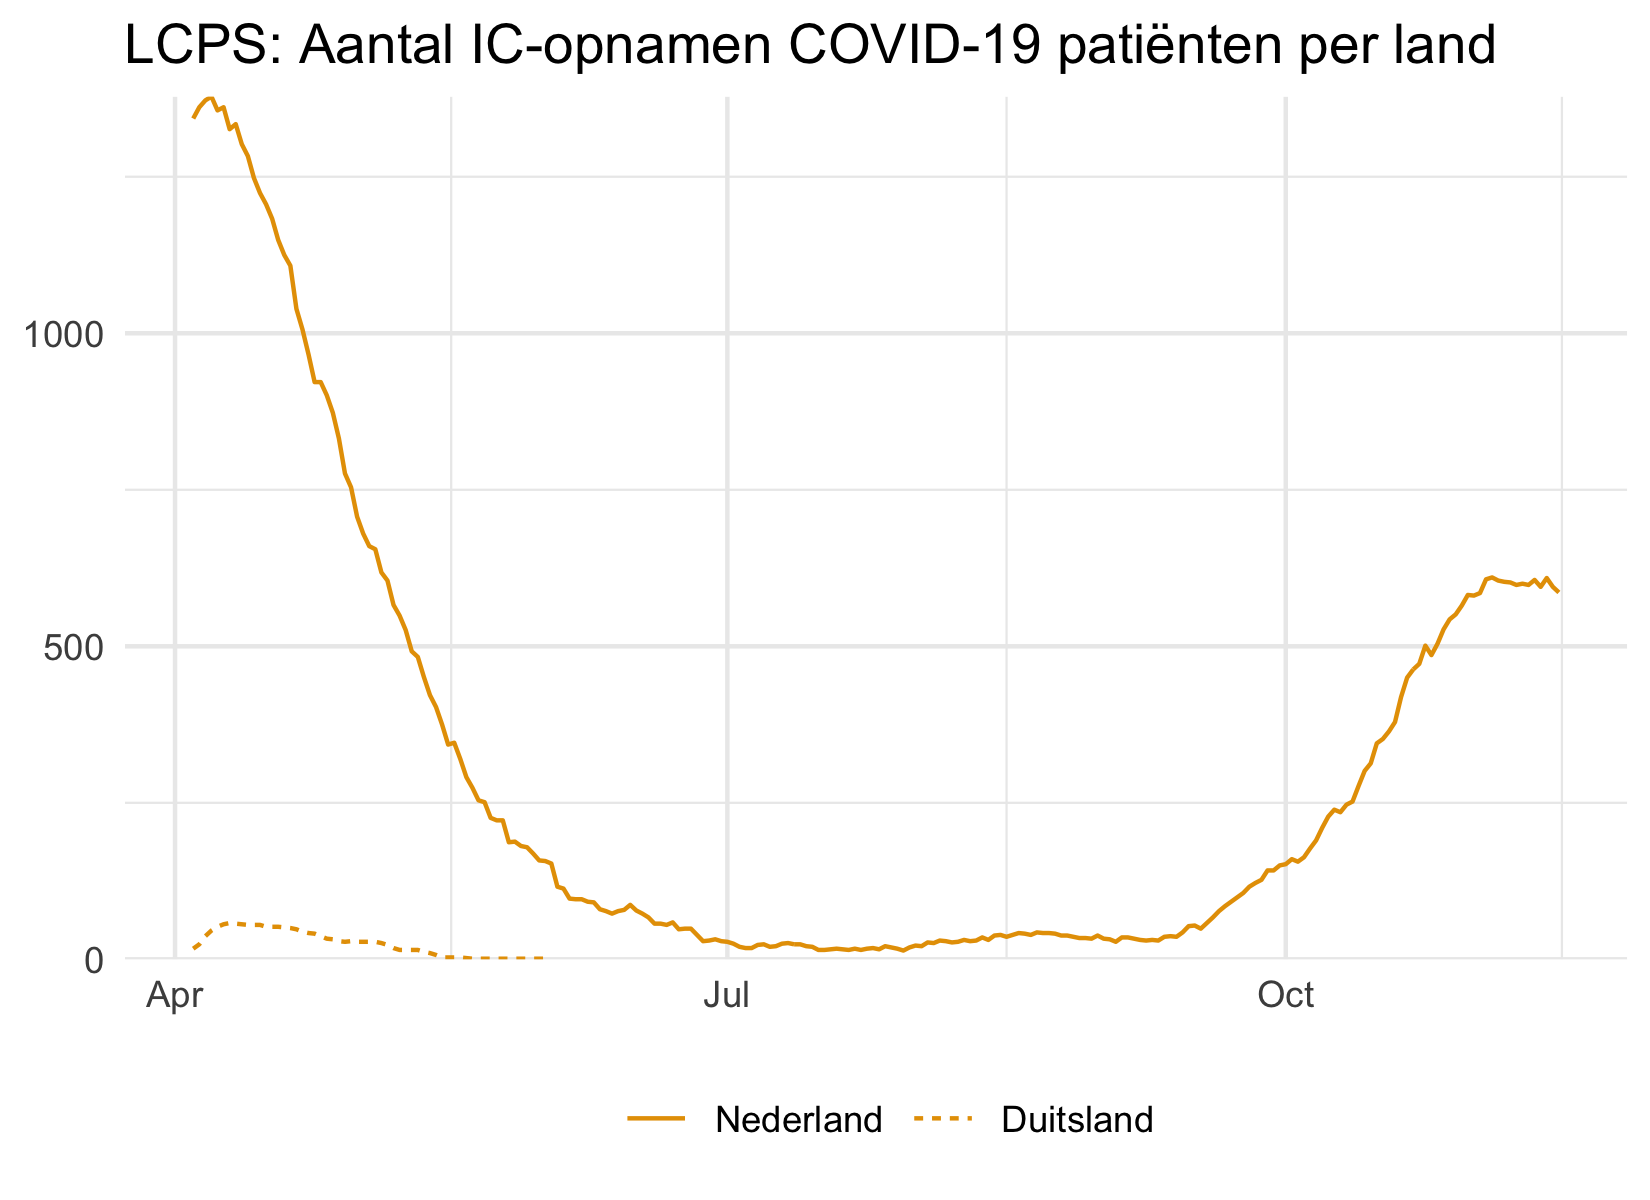 LCPS: Aantal IC-opnamen COVID-19 patiënten per land
1000
500
0
Apr Jul Oct
Nederland Duitsland